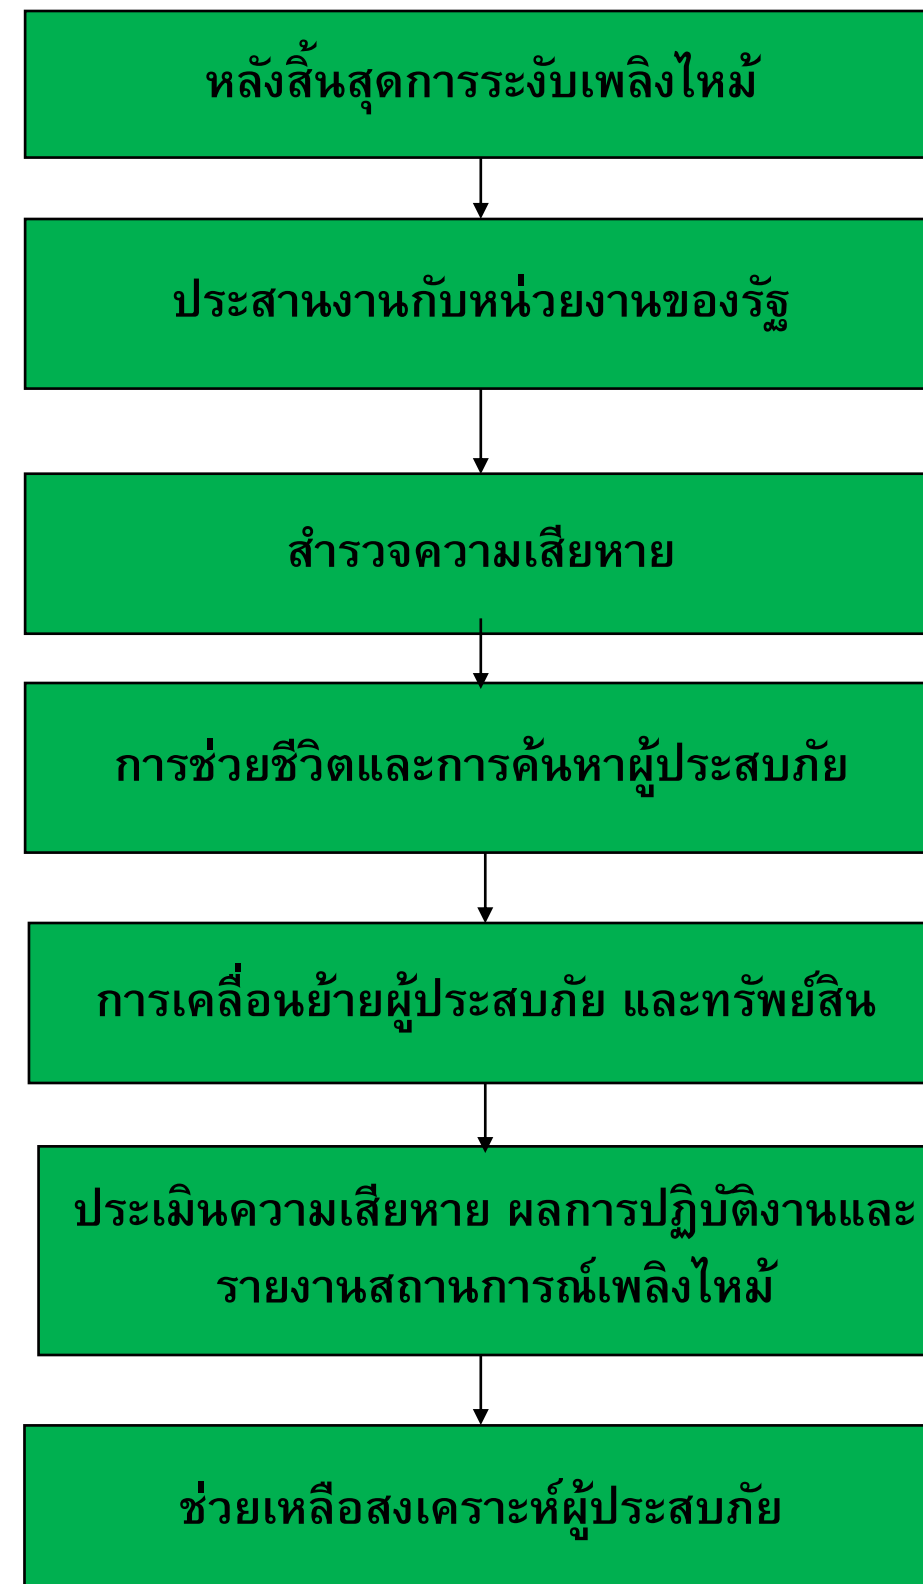 หลังสิ้นสุดการระงับเพลิงไหม้
ประสานงานกับหน่วยงานของรัฐ
สำรวจความเสียหาย
การช่วยชีวิตและการค้นหาผู้ประสบภัย
การเคลื่อนย้ายผู้ประสบภัย และทรัพย์สิน
ประเมินความเสียหาย ผลการปฏิบัติงานและ
รายงานสถานการณ์เพลิงไหม้
ช่วยเหลือสงเคราะห์ผู้ประสบภัย